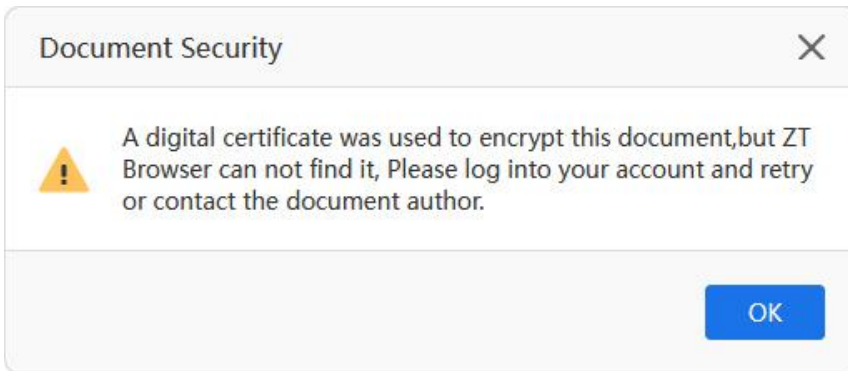 Document Security
A digital certificate was used to encrypt this document,but ZT
Browser can not find it, Please log into your account and retry
or contact the document author.
OK